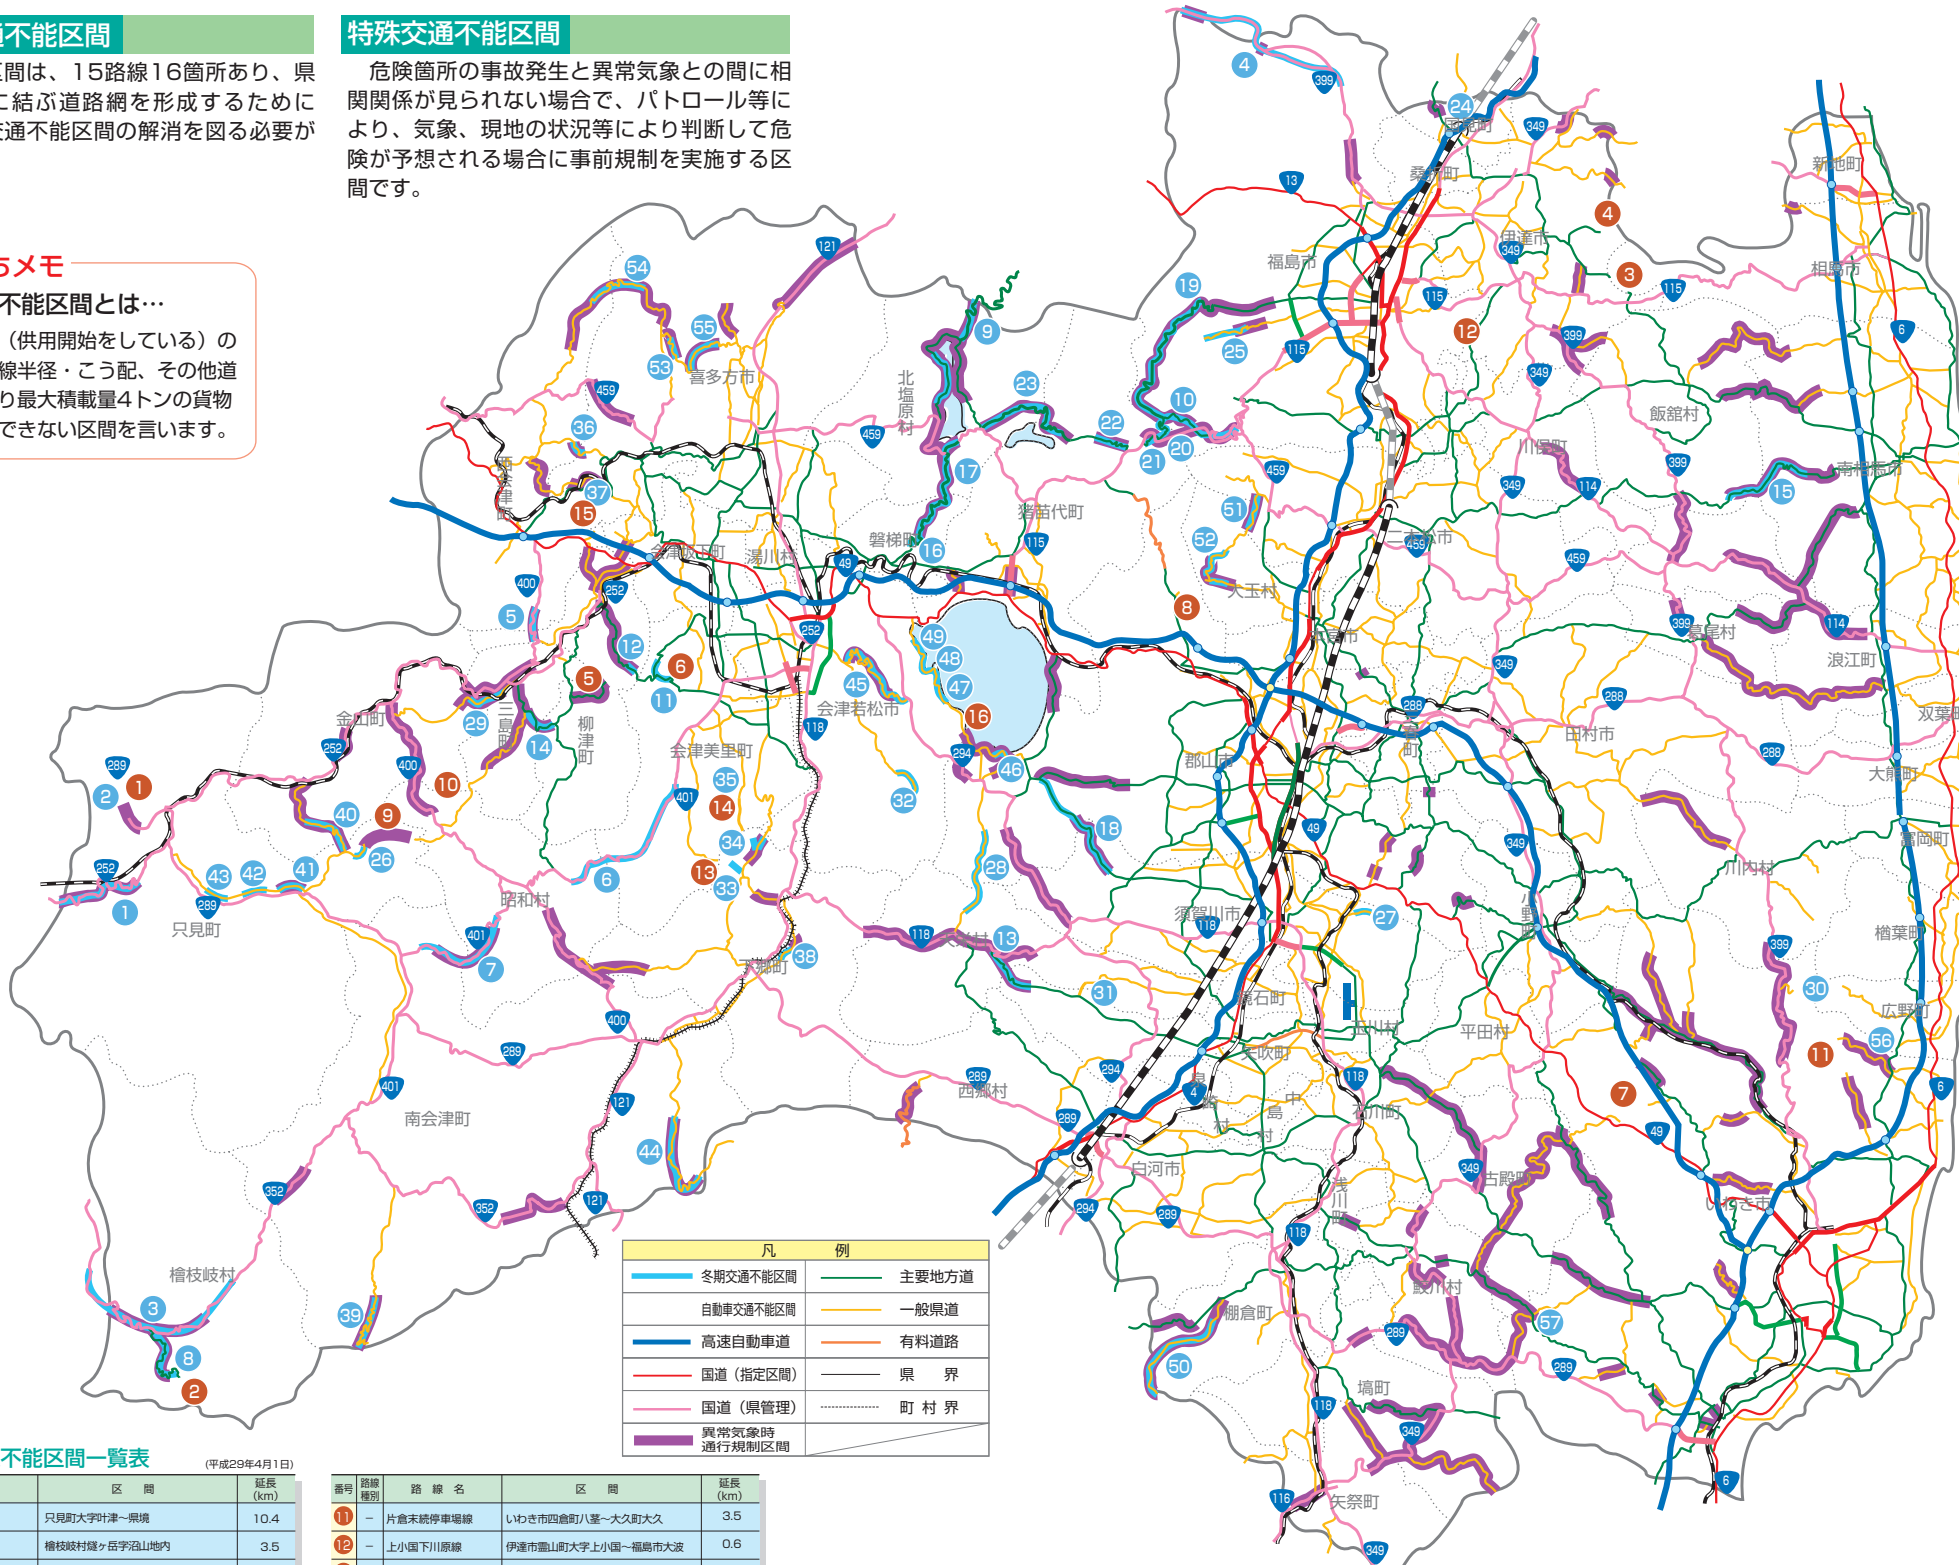 通不能区間
区間は、15路線16箇所あり、県
に結ぶ道路網を形成するために
交通不能区間の解消を図る必要が
特殊交通不能区間
危険箇所の事故発生と異常気象との間に相
関関係が見られない場合で、パトロール等に
より、気象、現地の状況等により判断して危
険が予想される場合に事前規制を実施する区
間です。
ちメモ
不能区間とは…
（供用開始をしている）の
線半径・こう配、その他道
り最大積載量4トンの貨物
できない区間を言います。
国見町
桑折町
新地町
伊達市
相馬市
福島市
喜多方市
北塩原村
飯舘村
川俣町
南相馬市
西会津町
猪苗代町
磐梯町
会津坂下町
湯川村
二本松市
大玉村
本宮市
葛尾村
浪江町
双葉町
大熊町
富岡町
楢葉町
広野町
川内村
田村市
三春町
郡山市
小野町
会津若松市
会津美里町
柳津町
三島町
金山町
只見町
昭和村
下郷町
天栄村
須賀川市
鏡石町
玉川村
平田村
矢吹町
泉崎村
中島村
石川町
西郷村
白河市
浅川町
古殿町
いわき市
南会津町
檜枝岐村
棚倉町
鮫川村
塙町
矢祭町
凡 例
冬期交通不能区間 主要地方道
自動車交通不能区間 一般県道
高速自動車道 有料道路
国道（指定区間） 県 界
国道（県管理） 町 村 界
異常気象時
通行規制区間
不能区間一覧表
(平成29年4月1日)
区 間 延長(km)
只見町大字叶津〜県境 10.4
檜枝岐村燧ヶ岳字沼山地内 3.5
番号 路線種別 路 線 名 区 間 延長(km)
11 － 片倉末続停車場線 いわき市四倉町八茎〜大久町大久 3.5
12 － 上小国下川原線 伊達市霊山町大字上小国〜福島市大波 0.6